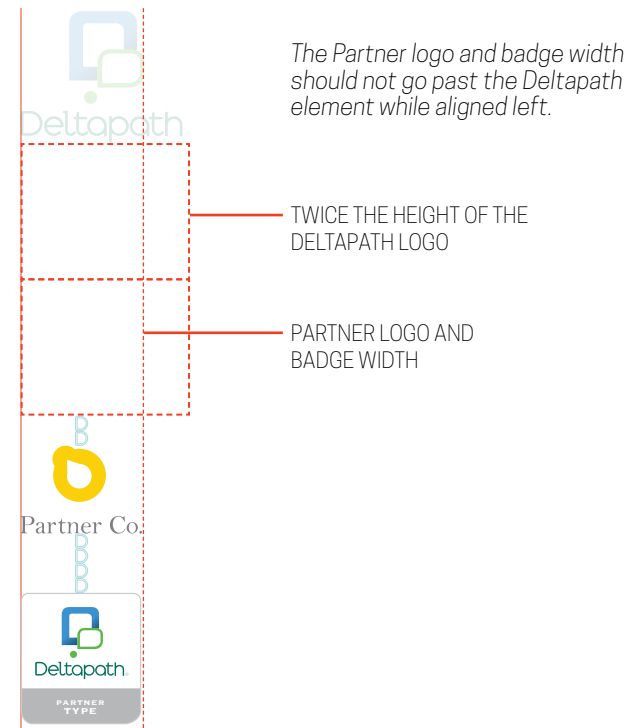 Deltapath
The Partner logo and badge width
should not go past the Deltapath
element while aligned left.
TWICE THE HEIGHT OF THE
DELTAPATH LOGO
PARTNER LOGO AND
BADGE WIDTH
D
D
Partner Co.
D
D
D
D
Deltapath.
PARTNER
TYPE